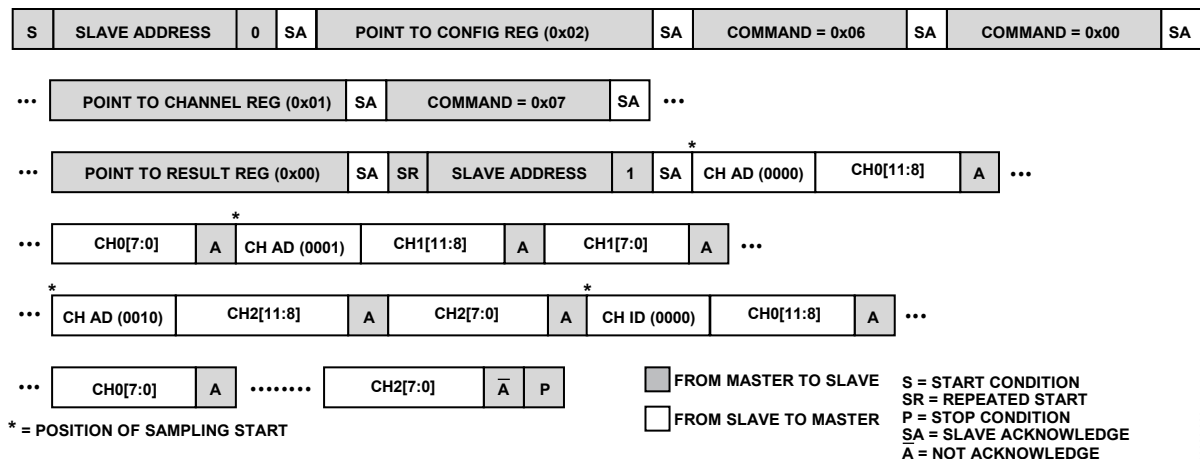 S SLAVE ADDRESS 0 SA POINT TO CONFIG REG (0x02) SA COMMAND = 0x06 SA COMMAND = 0x00 SA
••• POINT TO CHANNEL REG (0x01) SA COMMAND = 0x07 SA •••
*
••• POINT TO RESULT REG (0x00) SA SR SLAVE ADDRESS 1 SA CH AD (0000) CH0[11:8] A •••
*
CH0[7:0] A CH AD (0001) CH1[11:8] A CH1[7:0] A •••
* *
••• CH AD (0010) CH2[11:8] A CH2[7:0] A CH ID (0000) CH0[11:8] A •••
••• CH0[7:0] A •••••••• CH2[7:0] A̅ P
* = POSITION OF SAMPLING START
FROM MASTER TO SLAVE
FROM SLAVE TO MASTER
S = START CONDITION
SR = REPEATED START
P = STOP CONDITION
SA = SLAVE ACKNOWLEDGE
A̅ = NOT ACKNOWLEDGE